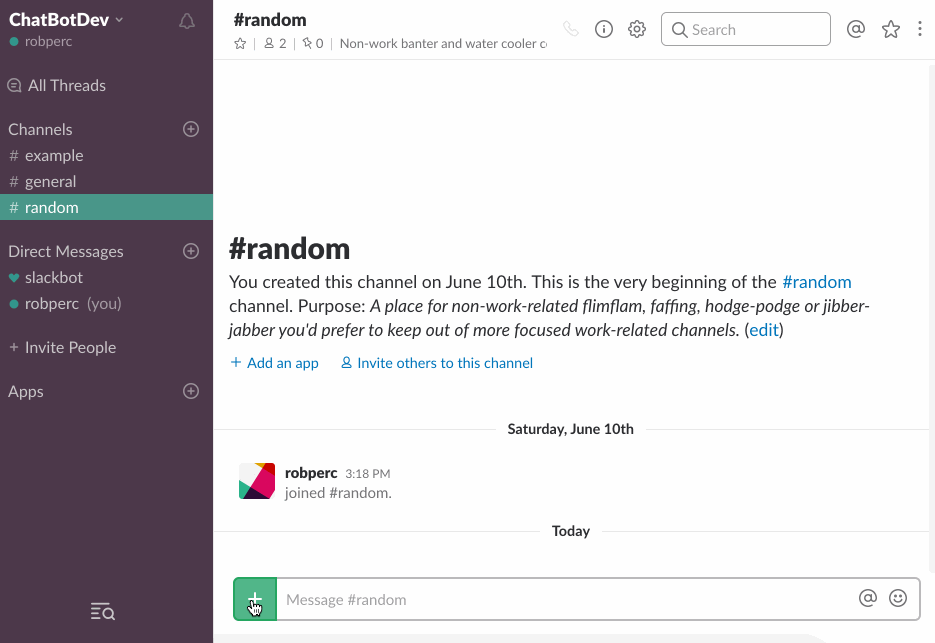 ChatBotDev
robperc
All Threads
Channels
# example
# general
# random
Direct Messages
slackbot
robperc (you)
+ Invite People
Apps
#random
2 | 0 | Non-work banter and water cooler c
Search
#random
You created this channel on June 10th. This is the very beginning of the #random
channel. Purpose: A place for non-work-related flimflam, faffing, hodge-podge or jibber-
jabber you'd prefer to keep out of more focused work-related channels. (edit)
+ Add an app Invite others to this channel
Saturday, June 10th
robperc 3:18 PM
joined #random.
Today
+ Message #random @